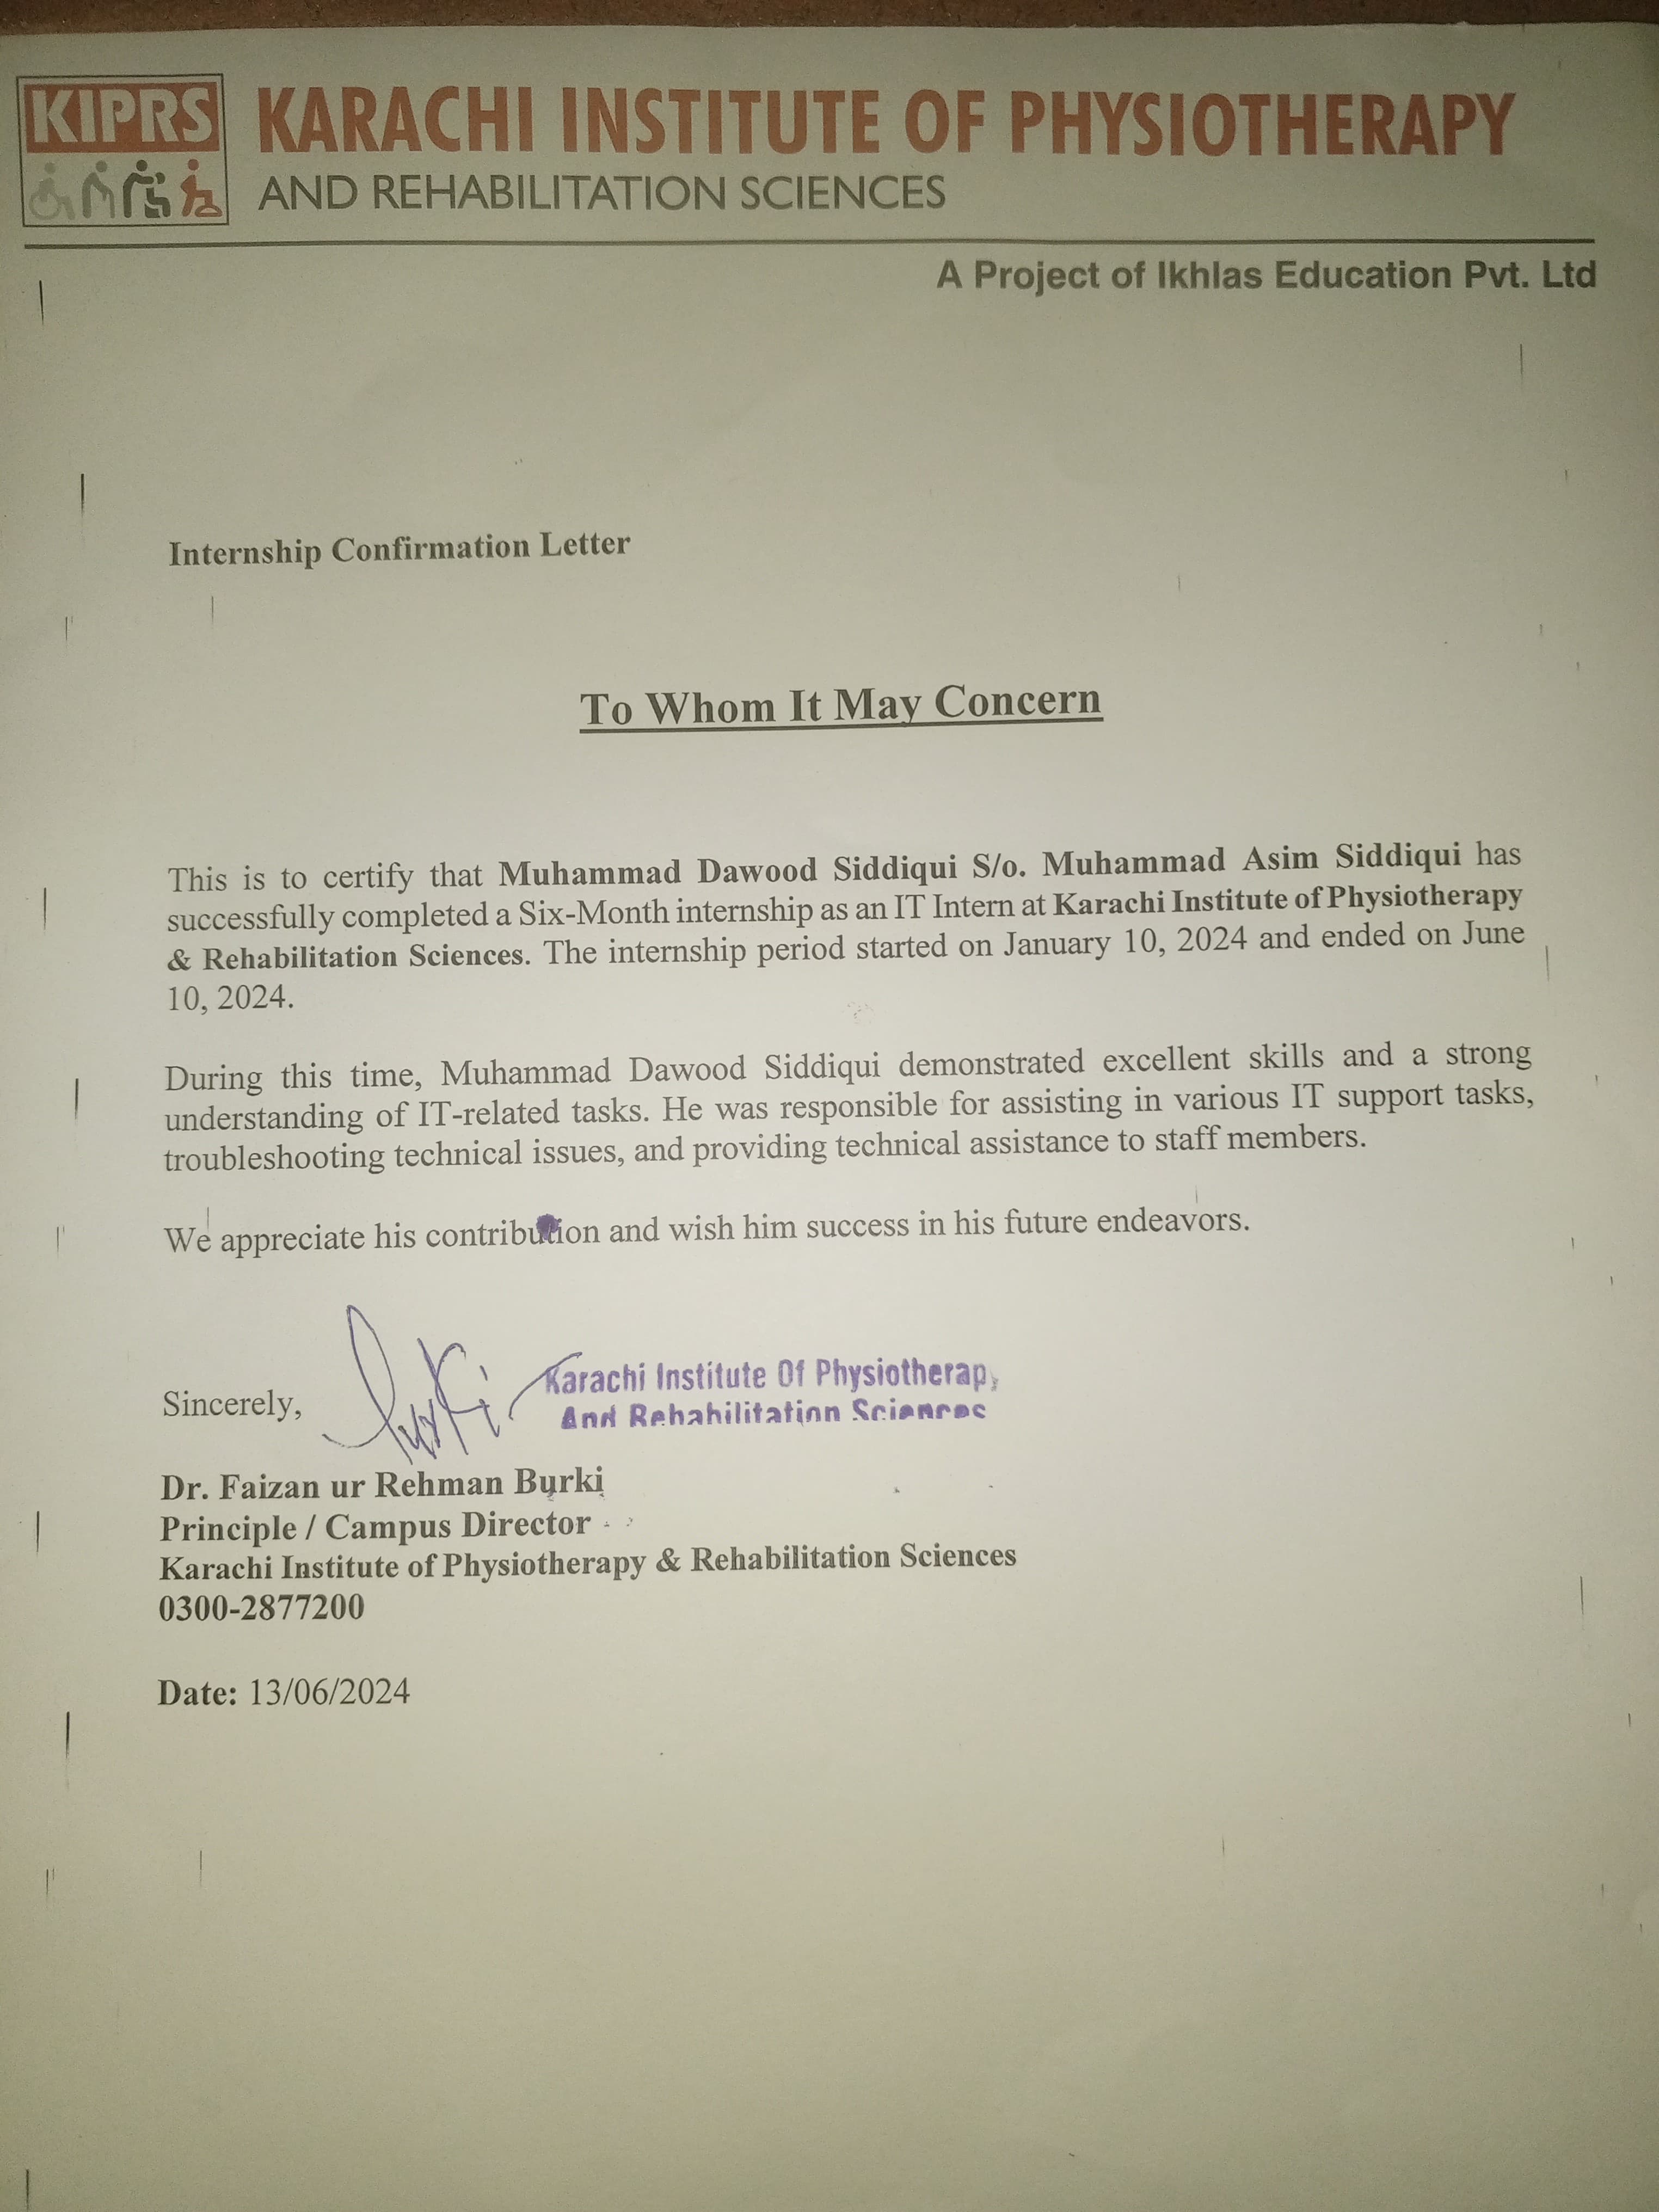 KIPRS
KARACHI INSTITUTE OF PHYSIOTHERAPY
AND REHABILITATION SCIENCES
A Project of Ikhlas Education Pvt. Ltd
Internship Confirmation Letter
To Whom It May Concern
This is to certify that Muhammad Dawood Siddiqui S/o. Muhammad Asim Siddiqui has
successfully completed a Six-Month internship as an IT Intern at Karachi Institute of Physiotherapy
& Rehabilitation Sciences. The internship period started on January 10, 2024 and ended on June
10, 2024.
During this time, Muhammad Dawood Siddiqui demonstrated excellent skills and a strong
understanding of IT-related tasks. He was responsible for assisting in various IT support tasks,
troubleshooting technical issues, and providing technical assistance to staff members.
We appreciate his contribution and wish him success in his future endeavors.
Karachi Institute Of Physiotherapy
And Rehabilitation Sciences
Sincerely,
Dr. Faizan ur Rehman Burki
Principle / Campus Director
Karachi Institute of Physiotherapy & Rehabilitation Sciences
0300-2877200
Date: 13/06/2024